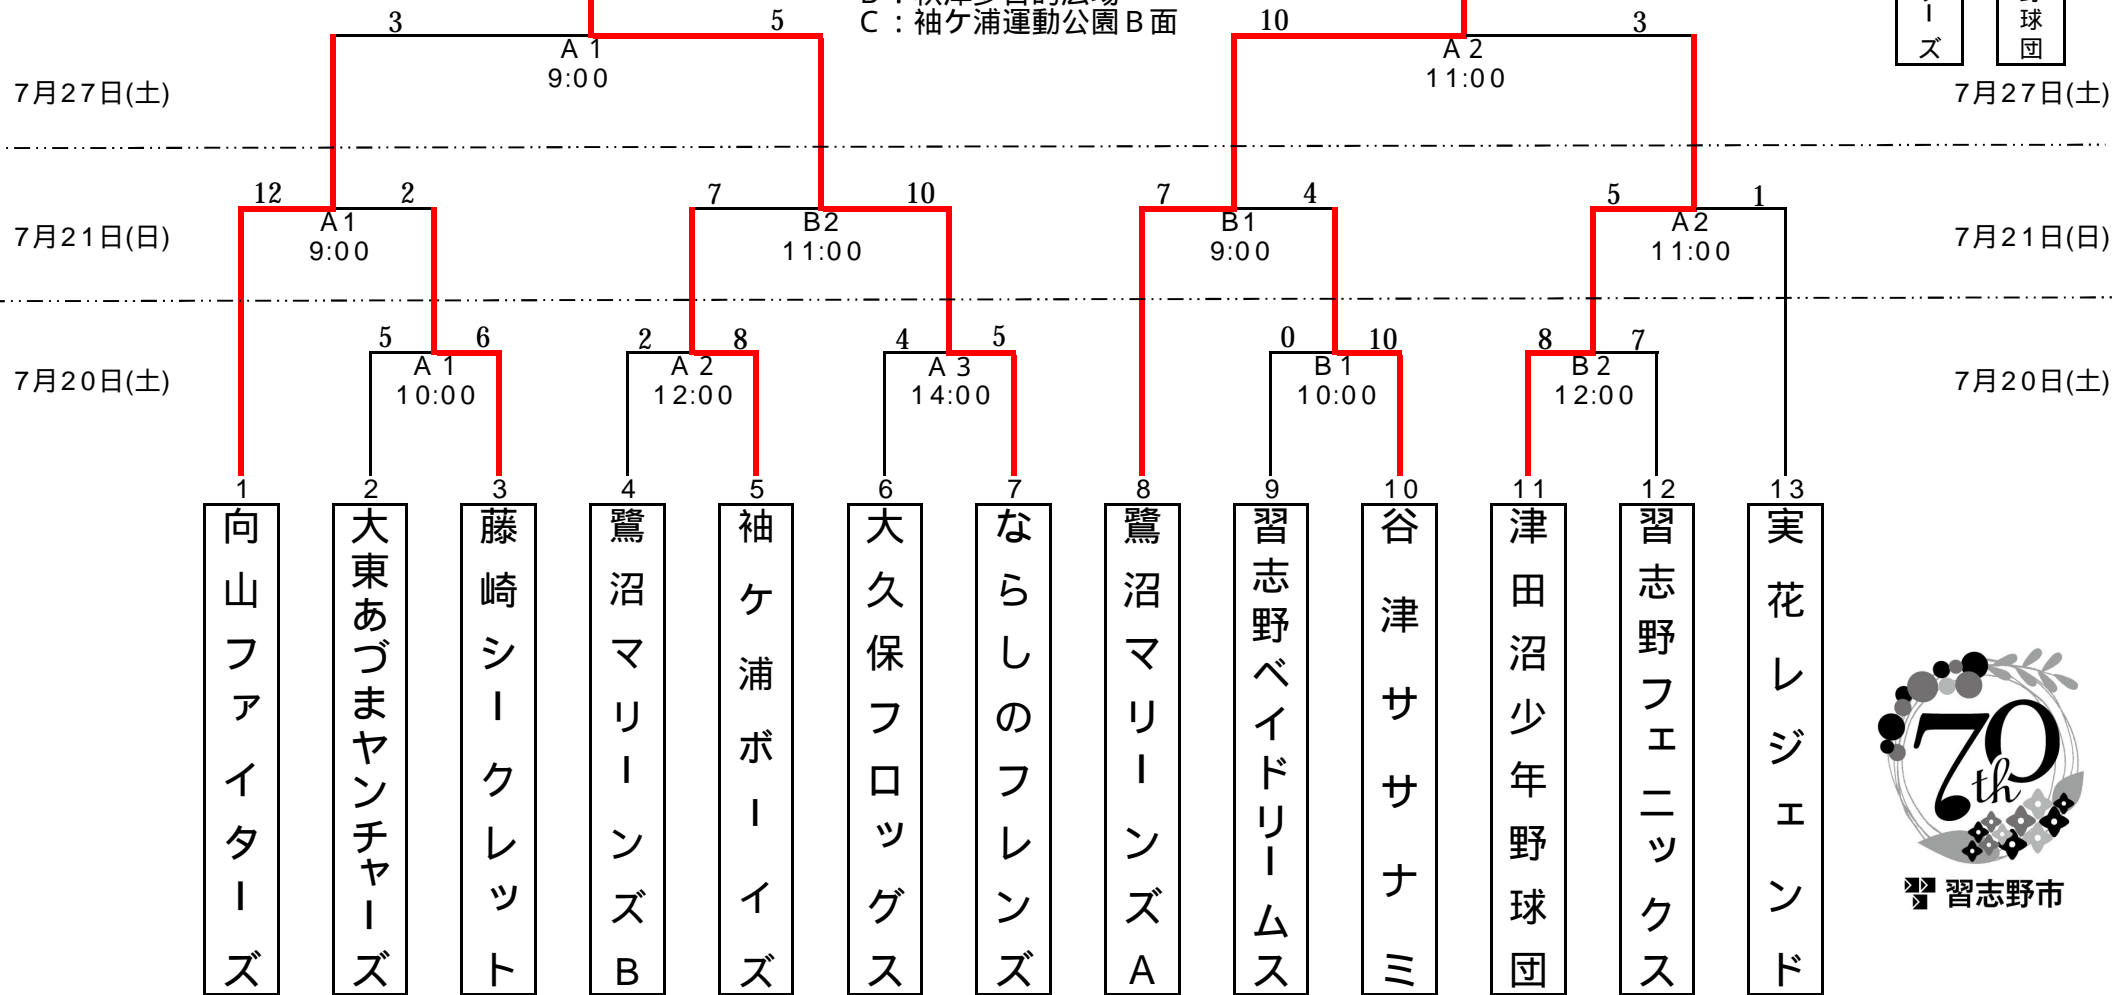 C：袖ケ浦運動公園B面
ーズ
球団
3
5
10
3
A 1
9:00
A 2
11:00
7月27日(土)
7月27日(土)
12
2
7
10
7
4
5
1
A1
9:00
B2
11:00
B1
9:00
A2
11:00
7月21日(日)
7月21日(日)
5
6
2
8
4
5
0
10
8
7
A 1
10:00
A 2
12:00
A 3
14:00
B1
10:00
B2
12:00
7月20日(土)
7月20日(土)
1
2
3
4
5
6
7
8
9
10
11
12
13
向山ファイターズ
大東あづまヤンチャーズ
藤崎シークレット
鷺沼マリーンズB
袖ケ浦ボーイズ
大久保フロッグス
ならしのフレンズ
鷺沼マリーンズA
習志野ベイドリームス
谷津サササナミ
津田沼少年野球団
習志野フェニックス
実花レジェンド
70th
習志野市